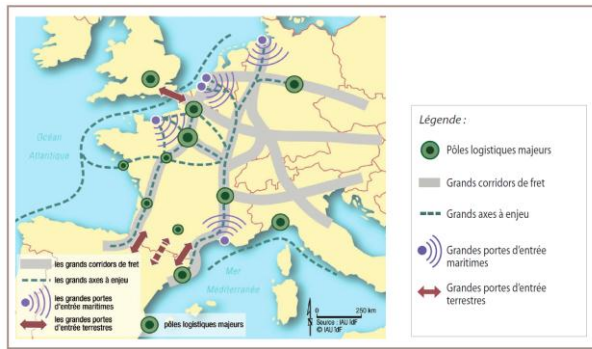 Océan
Atlantique
Mer
Méditerranée
les grands corridors de fret
les grands axes à enjeu
les grandes portes
d'entrée maritimes
les grandes portes
d'entrée terrestres
pôles logistiques majeurs
N
0 250 km
Source : IAU îdF
© IAU îdF
Légende :
Pôles logistiques majeurs
Grands corridors de fret
Grands axes à enjeu
Grandes portes d'entrée
maritimes
Grandes portes d'entrée
terrestres